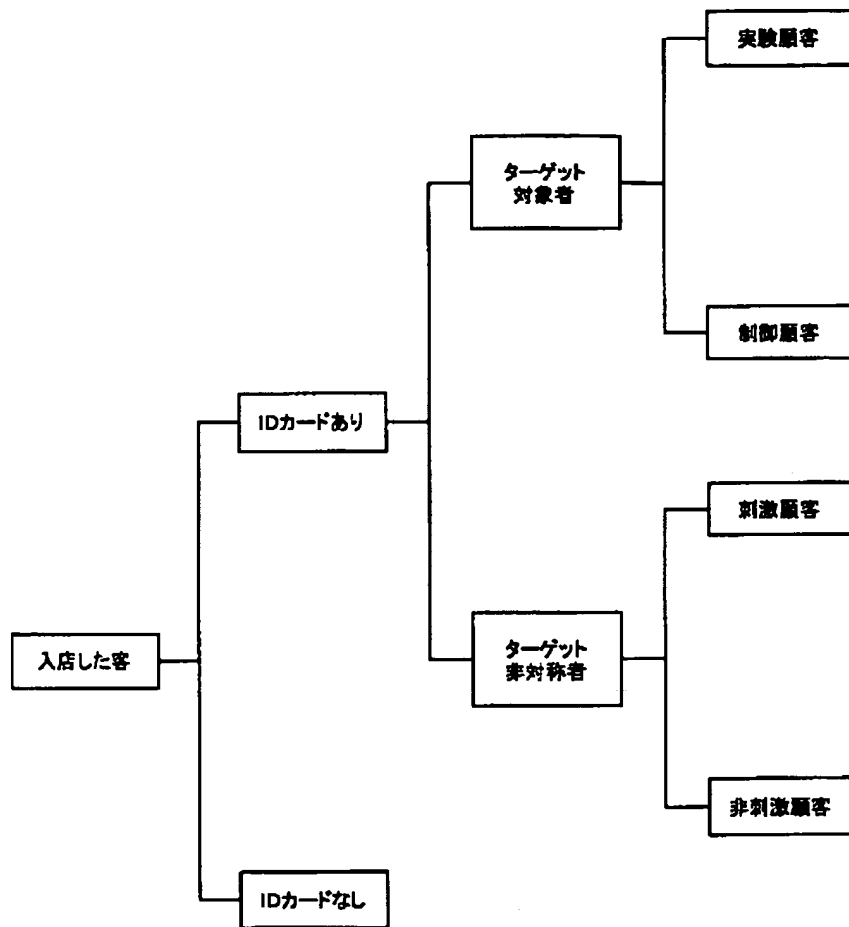 実験顧客
ターゲット
対象者
制御顧客
IDカードあり
刺激顧客
入店した客
ターゲット
非対称者
非刺激顧客
IDカードなし